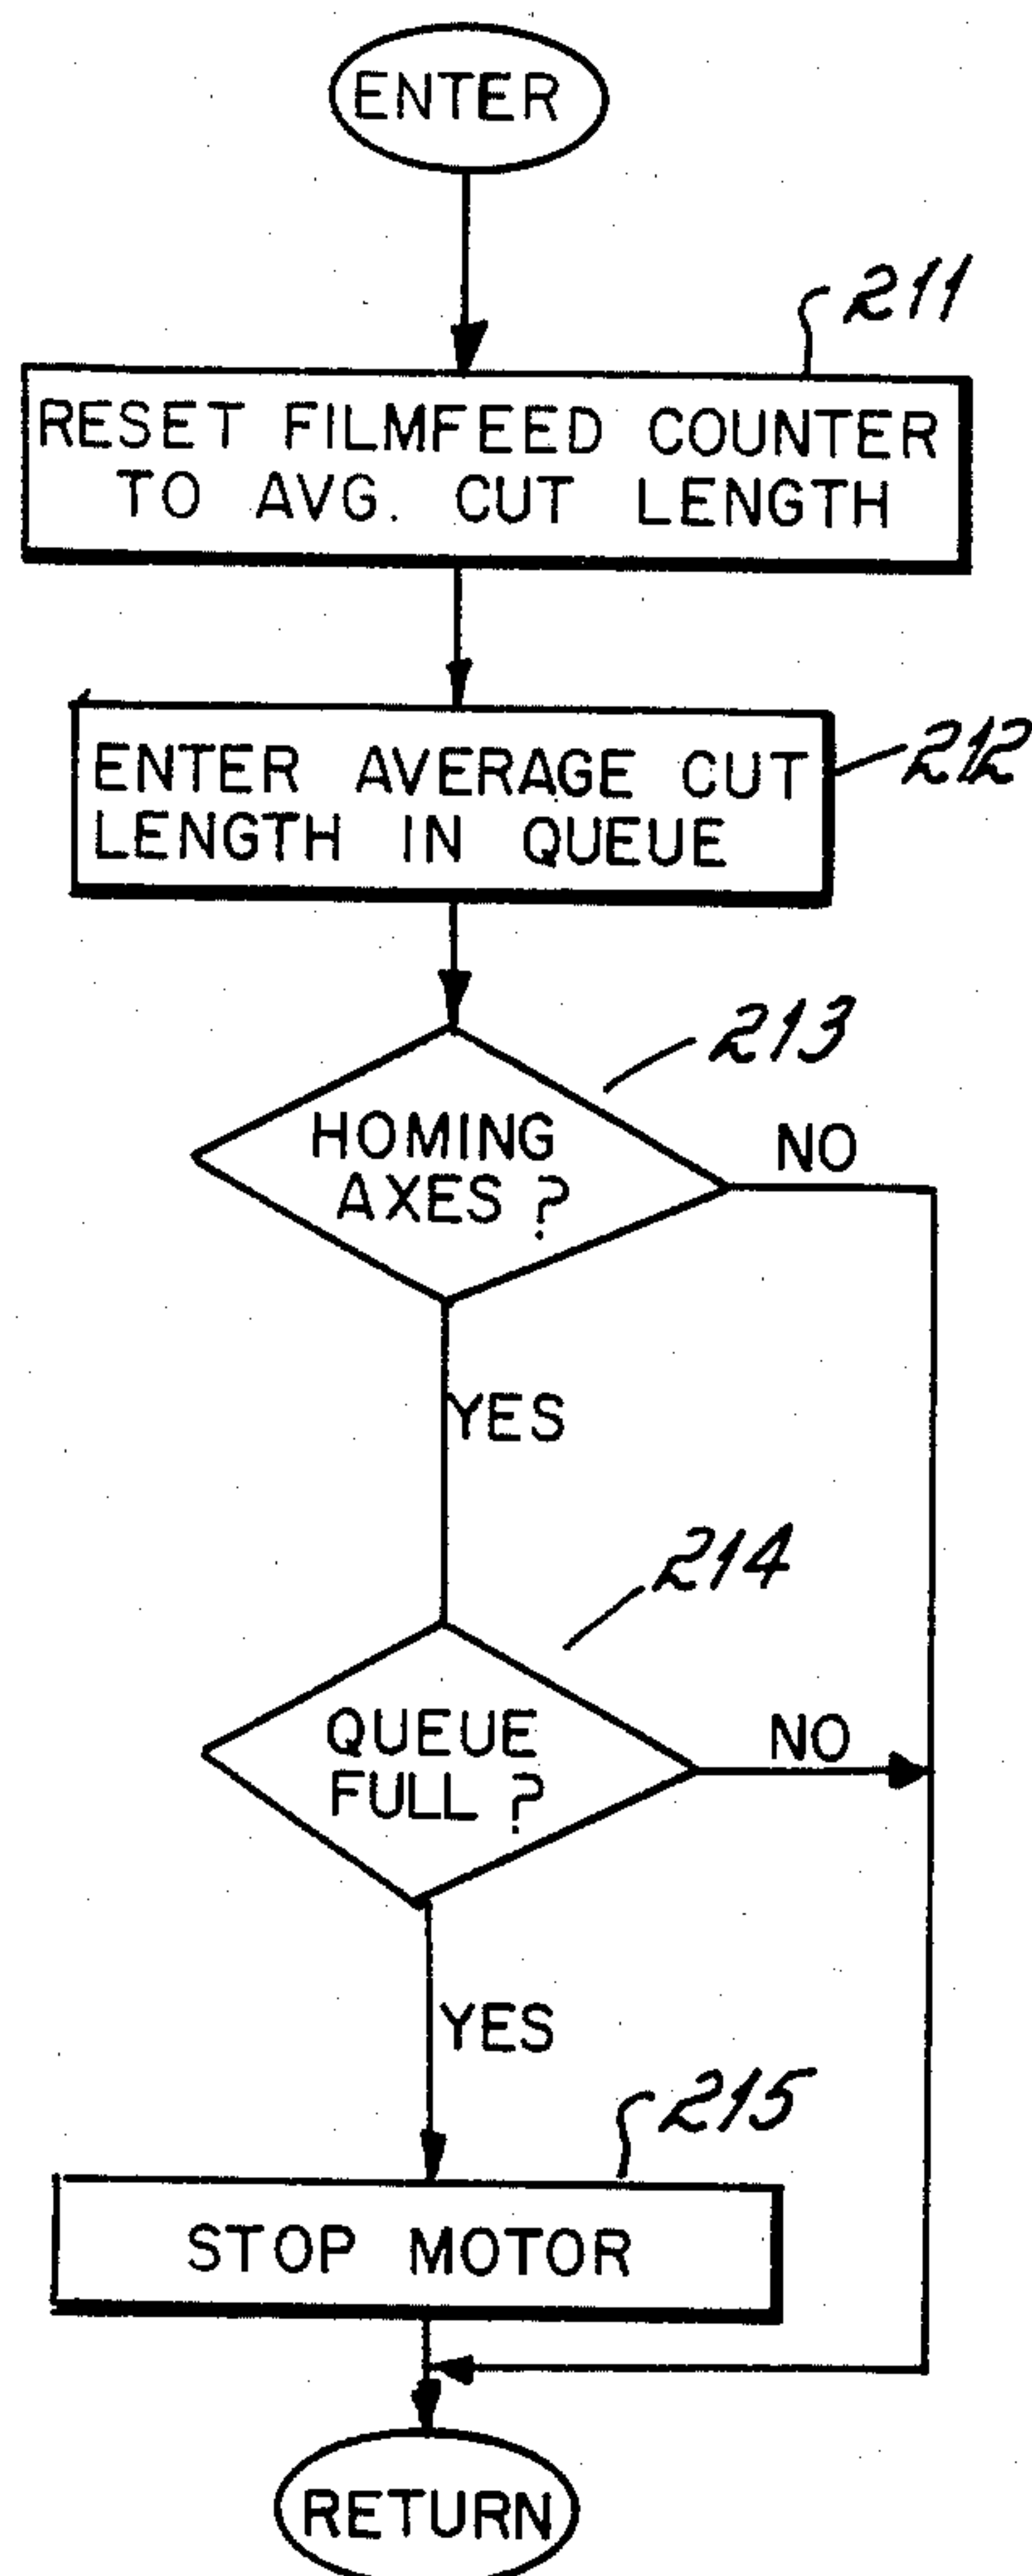 ENTER
211
RESET FILMFEED COUNTER
TO AVG. CUT LENGTH
212
ENTER AVERAGE CUT
LENGTH IN QUEUE
213
HOMING
AXES ?
NO
YES
214
QUEUE
FULL ?
NO
YES
215
STOP MOTOR
RETURN